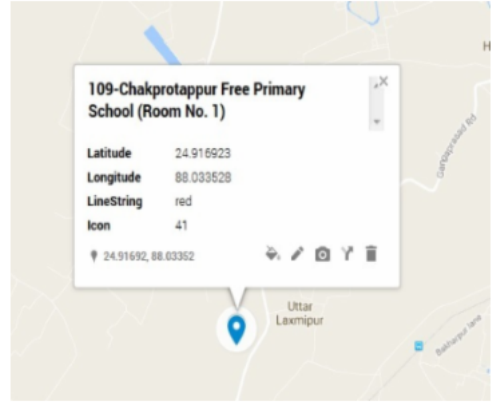 H
109-Chakprotappur Free Primary
School (Room No. 1)
Latitude 24.916923
Longitude 88.033528
LineString red
Icon 41
24.91692, 88.03352
Uttar
Laxmipur